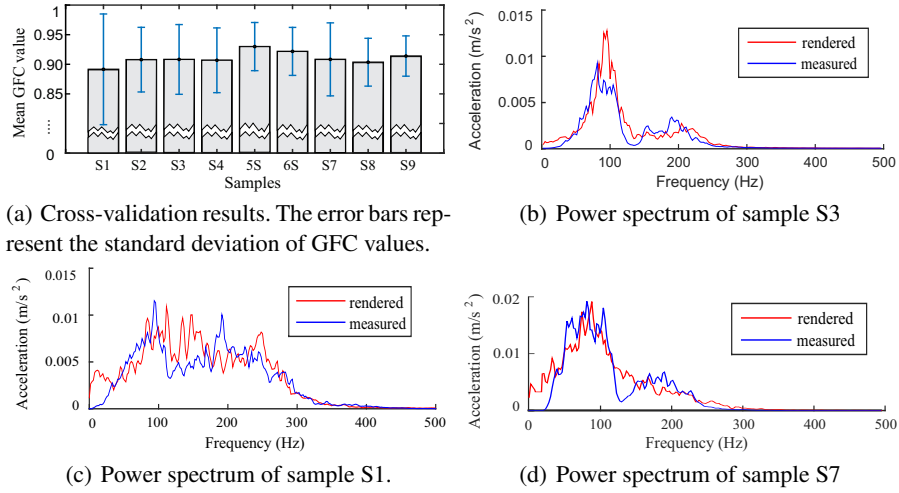 1
0.95
0.85
0
Mean GFC value
S1 S2 S3 S4 5S 6S S7 S8 S9
Samples
(a) Cross-validation results. The error bars rep-
resent the standard deviation of GFC values.
0.015
0.01
0.005
0
Acceleration (m/s²)
rendered
measured
0 100 200 300 400 500
Frequency (Hz)
(b) Power spectrum of sample S3
0.015
0.01
0.005
0
Acceleration (m/s²)
rendered
measured
0 100 200 300 400 500
Frequency (Hz)
(c) Power spectrum of sample S1.
0.02
0.01
0
Acceleration (m/s²)
rendered
measured
0 100 200 300 400 500
Frequency (Hz)
(d) Power spectrum of sample S7